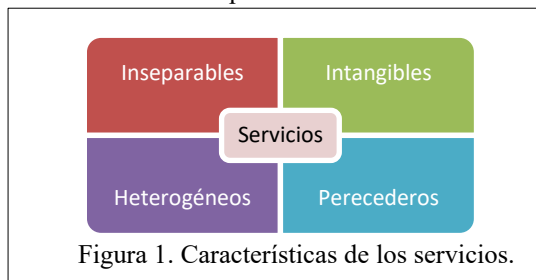 Inseparables
Intangibles
Servicios
Heterogéneos
Perecederos
Figura 1. Características de los servicios.